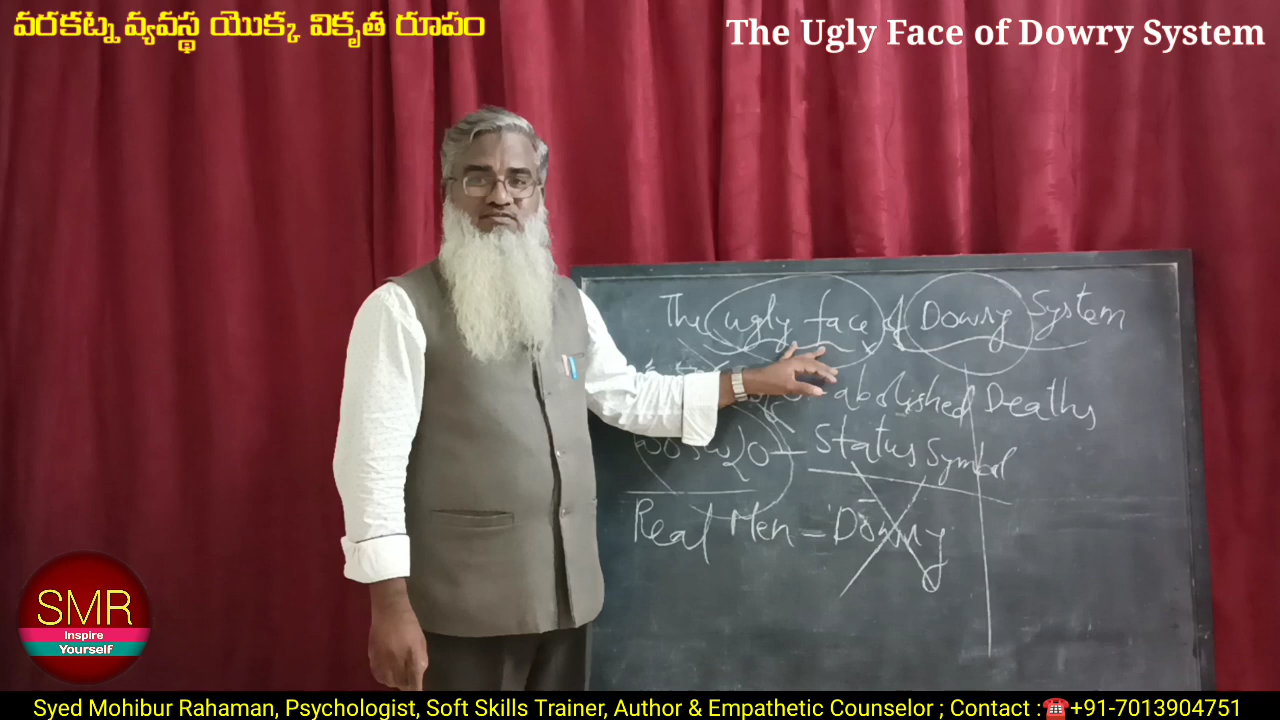 వరకట్న వ్యవస్థ యొక్క వికృత రూపం
The Ugly Face of Dowry System
The ugly face of Dowry System
abolished Deaths
Status Symbol
Real Men = Dowry
SMR
Inspire
Yourself
Syed Mohibur Rahaman, Psychologist, Soft Skills Trainer, Author & Empathetic Counselor ; Contact :☎+91-7013904751